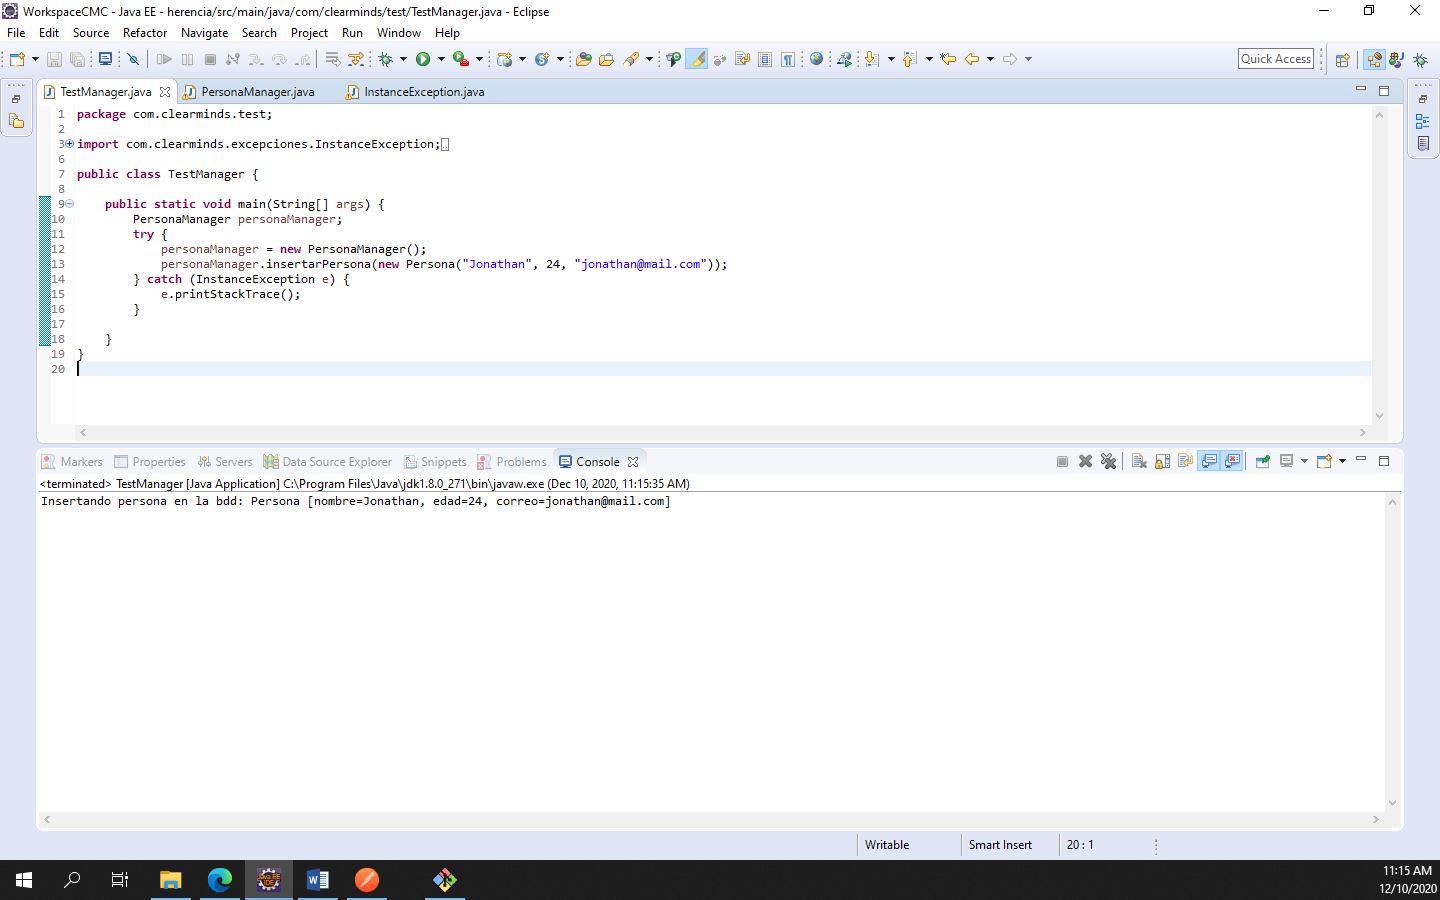 WorkspaceCMC - Java EE - herencia/src/main/java/com/clearminds/test/TestManager.java - Eclipse
File Edit Source Refactor Navigate Search Project Run Window Help
Quick Access
TestManager.java PersonaManager.java InstanceException.java
1 package com.clearminds.test;
2
3 import com.clearminds.excepciones.InstanceException;
6
7 public class TestManager {
8
9 public static void main(String[] args) {
10 PersonaManager personaManager;
11 try {
12 personaManager = new PersonaManager();
13 personaManager.insertarPersona(new Persona("Jonathan", 24, "jonathan@mail.com"));
14 } catch (InstanceException e) {
15 e.printStackTrace();
16 }
17
18 }
19 }
20
Markers Properties Servers Data Source Explorer Snippets Problems Console
<terminated> TestManager [Java Application] C:\Program Files\Java\jdk1.8.0_271\bin\javaw.exe (Dec 10, 2020, 11:15:35 AM)
Insertando persona en la bdd: Persona [nombre=Jonathan, edad=24, correo=jonathan@mail.com]
Writable Smart Insert 20 : 1
11:15 AM
12/10/2020